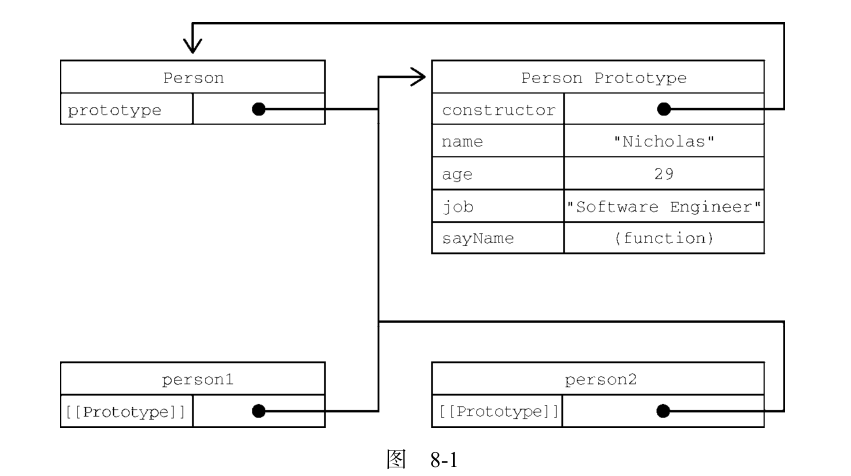 Person
prototype
Person Prototype
constructor
name "Nicholas"
age 29
job "Software Engineer"
sayName (function)
person1
[[Prototype]]
person2
[[Prototype]]
图 8-1